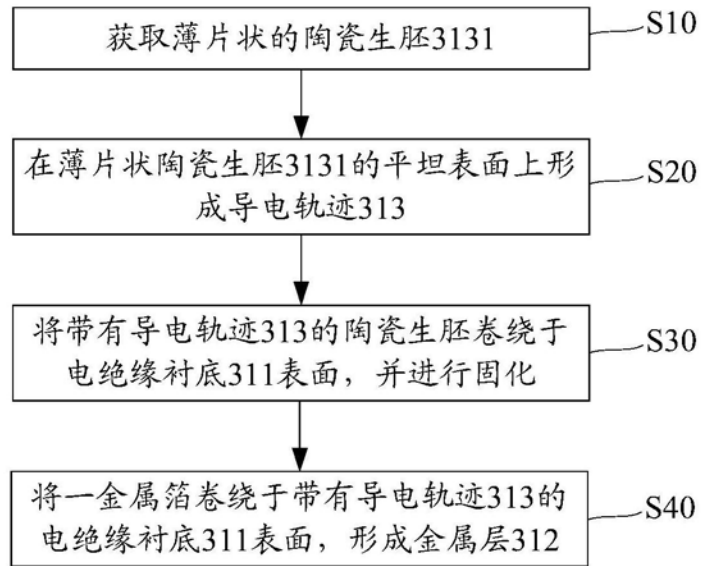 获取薄片状的陶瓷生胚3131
S10
在薄片状陶瓷生胚3131的平坦表面上形
成导电轨迹313
S20
将带有导电轨迹313的陶瓷生胚卷绕于
电绝缘衬底311表面，并进行固化
S30
将一金属箔卷绕于带有导电轨迹313的
电绝缘衬底311表面，形成金属层312
S40